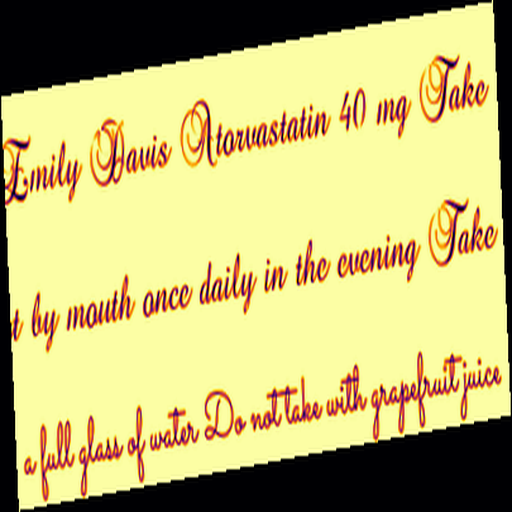 Emily Davis Atorvastatin 40 mg Take
t by mouth once daily in the evening Take
a full glass of water Do not take with grapefruit juice